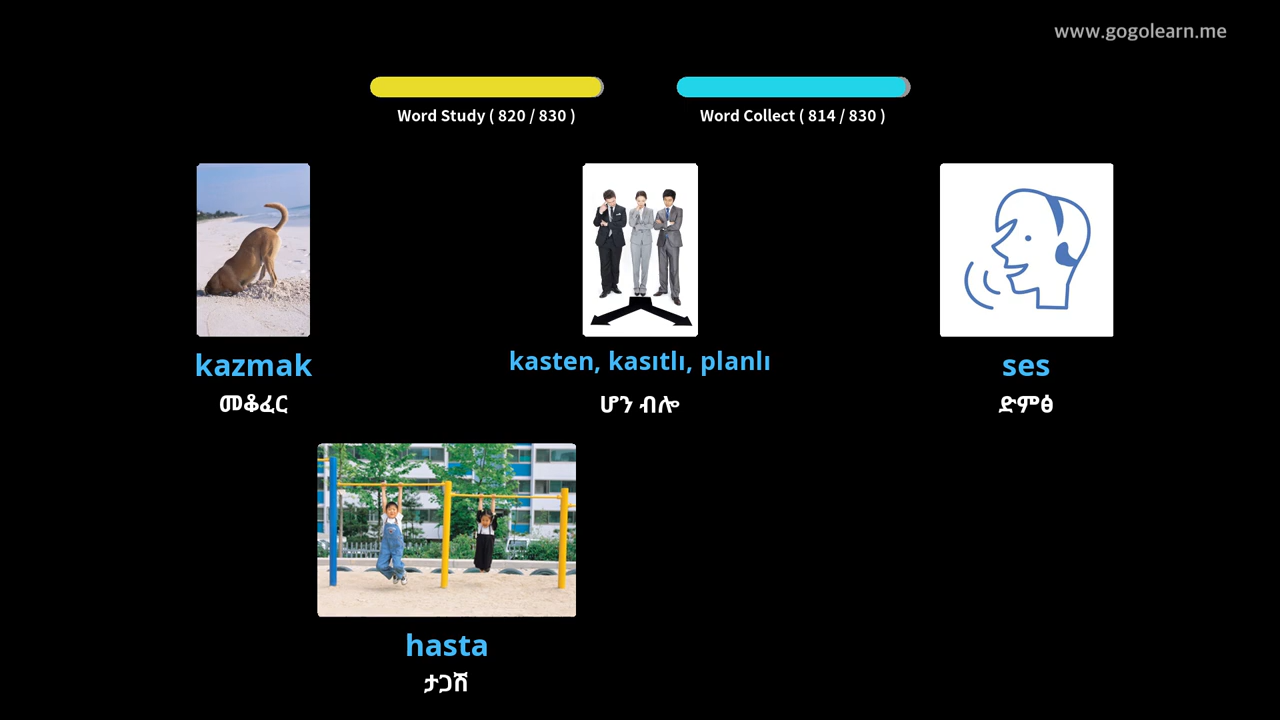 www.gogolearn.me
Word Study ( 820 / 830 )
Word Collect ( 814 / 830 )
kazmak
መቆፈር
kasten, kasıtlı, planlı
ሆን ብሎ
ses
ድምፅ
hasta
ታጋሽ